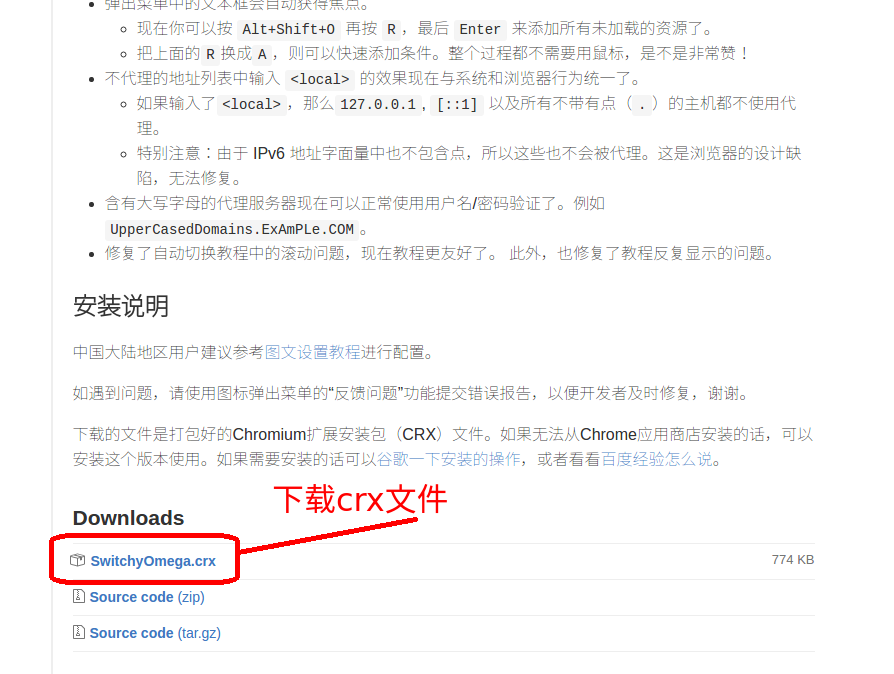 弹出菜单中的文本框会自动获得焦点。
现在你可以按 Alt+Shift+O 再按 R ，最后 Enter 来添加所有未加载的资源了。
把上面的 R 换成 A ，则可以快速添加条件。整个过程都不需要用鼠标，是不是非常赞！
不代理的地址列表中输入 <local> 的效果现在与系统和浏览器行为统一了。
如果输入了 <local> ，那么 127.0.0.1 , [::1] 以及所有不带有点（ . ）的主机都不使用代
理。
特别注意：由于 IPv6 地址字面量中也不包含点，所以这些也不会被代理。这是浏览器的设计缺
陷，无法修复。
含有大写字母的代理服务器现在可以正常使用用户名/密码验证了。例如
UpperCasedDomains.ExAmPLe.COM 。
修复了自动切换教程中的滚动问题，现在教程更友好了。 此外，也修复了教程反复显示的问题。
安装说明
中国大陆地区用户建议参考图文设置教程进行配置。
如遇到问题，请使用图标弹出菜单的“反馈问题”功能提交错误报告，以便开发者及时修复，谢谢。
下载的文件是打包好的Chromium扩展安装包（CRX）文件。如果无法从Chrome应用商店安装的话，可以
安装这个版本使用。如果需要安装的话可以谷歌一下安装的操作，或者看看百度经验怎么说。
下载crx文件
Downloads
SwitchyOmega.crx 774 KB
Source code (zip)
Source code (tar.gz)